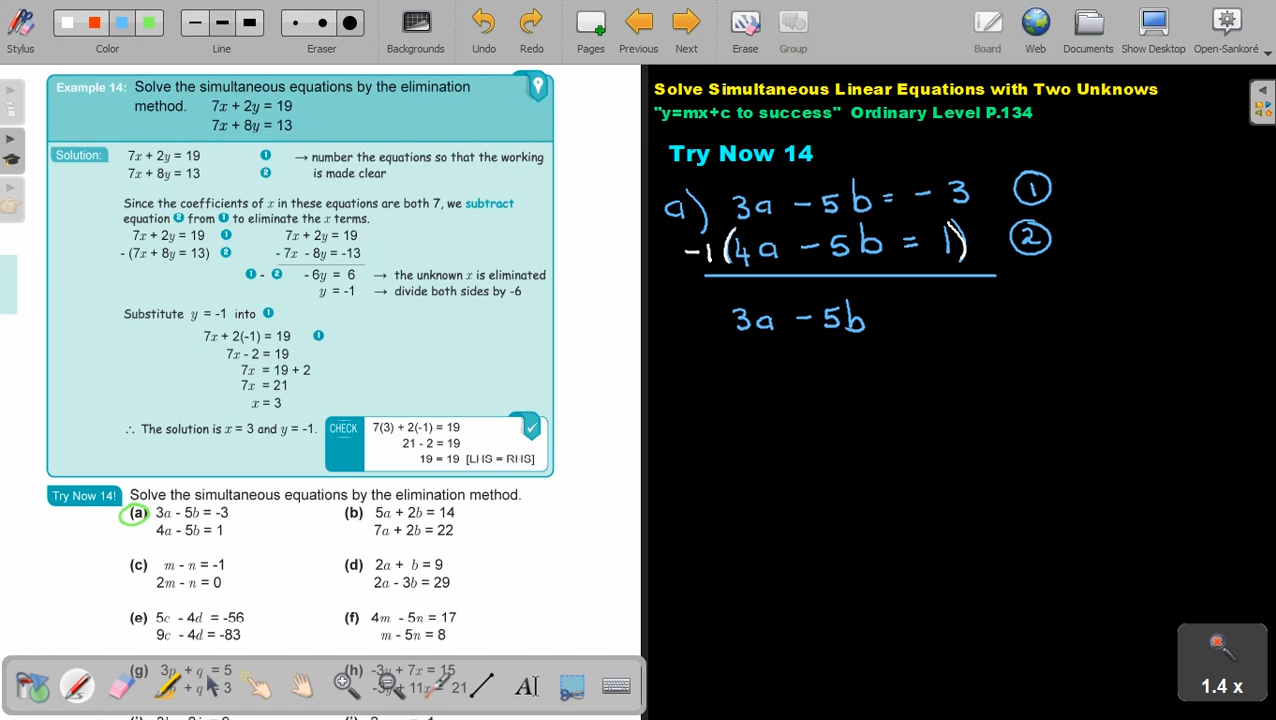 Stylus Color Line Eraser Backgrounds Undo Redo Pages Previous Next Erase Group Board Web Documents Show Desktop Open-Sankoré
Example 14: Solve the simultaneous equations by the elimination
method. 7x + 2y = 19
7x + 8y = 13
Solution: 7x + 2y = 19 1 → number the equations so that the working
7x + 8y = 13 2 is made clear
Since the coefficients of x in these equations are both 7, we subtract
equation 2 from 1 to eliminate the x terms.
7x + 2y = 19 1 7x + 2y = 19
- (7x + 8y = 13) 2 - 7x - 8y = -13
1 - 2 - 6y = 6 → the unknown x is eliminated
y = -1 → divide both sides by -6
Substitute y = -1 into 1
7x + 2(-1) = 19 1
7x - 2 = 19
7x = 19 + 2
7x = 21
x = 3
∴ The solution is x = 3 and y = -1.
CHECK 7(3) + 2(-1) = 19
21 - 2 = 19
19 = 19 [LHS = RHS]
Try Now 14! Solve the simultaneous equations by the elimination method.
(a) 3a - 5b = -3 (b) 5a + 2b = 14
4a - 5b = 1 7a + 2b = 22
(c) m - n = -1 (d) 2a + b = 9
2m - n = 0 2a - 3b = 29
(e) 5c - 4d = -56 (f) 4m - 5n = 17
9c - 4d = -83 m - 5n = 8
(g) 3p + q = 5 (h) -3y + 7x = 15
+ q 3 -3y + 11x = 21
Solve Simultaneous Linear Equations with Two Unknows
"y=mx+c to success" Ordinary Level P.134
Try Now 14
a) 3a - 5b = - 3 1
-1(4a - 5b = 1) 2
3a - 5b
1.4 x